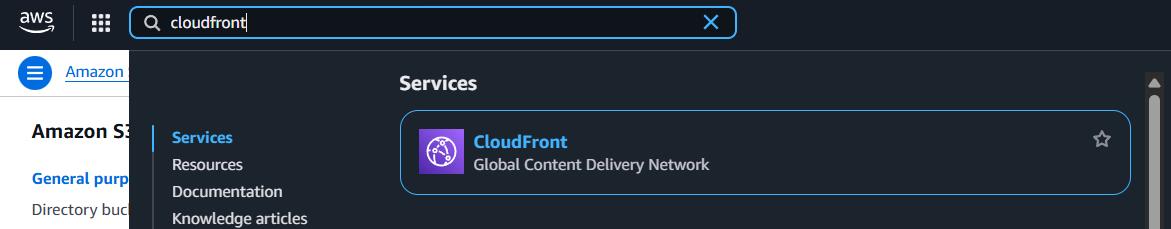 aws
cloudfront
Amazon
Services
Amazon S3
Services
CloudFront
Global Content Delivery Network
Resources
General purp
Documentation
Directory buc
Knowledge articles